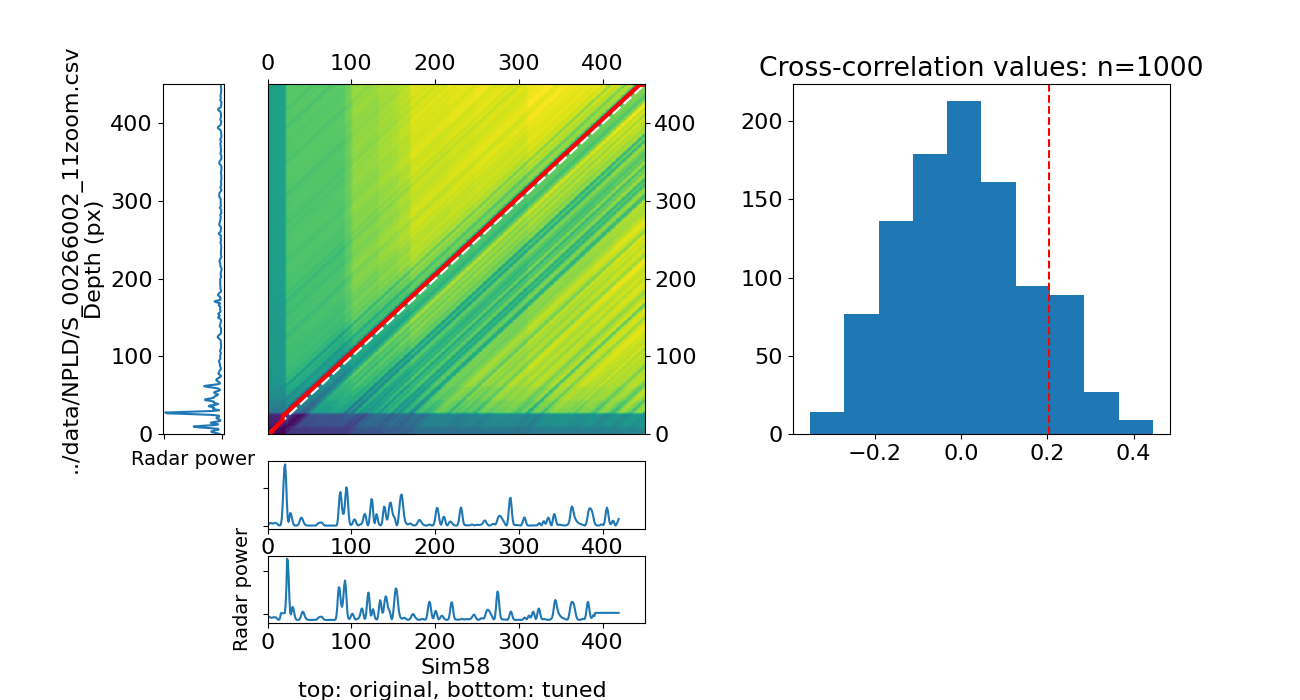 ../data/NPLD/S_00266002_11zoom.csv
Depth (px)
0 100 200 300 400
400
300
200
100
0
400
300
200
100
0
Radar power
0 100 200 300 400
Radar power
0 100 200 300 400
Sim58
top: original, bottom: tuned
Cross-correlation values: n=1000
200
150
100
50
0
−0.2 0.0 0.2 0.4